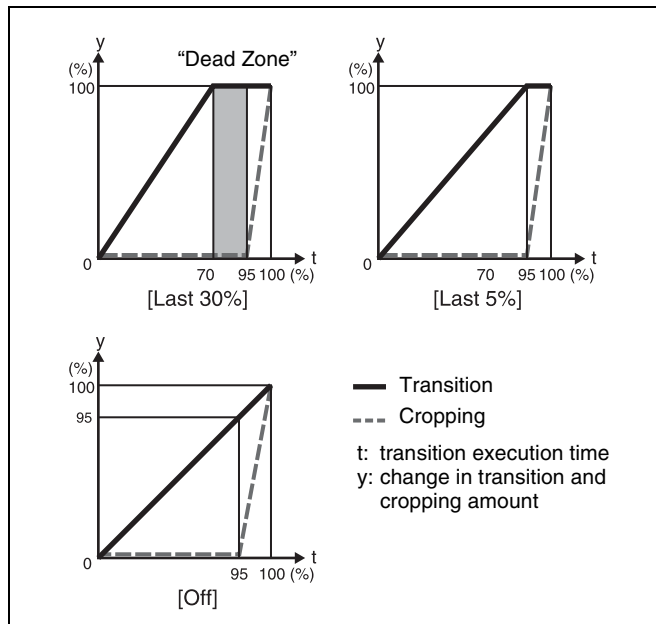 y
(%)
“Dead Zone”
100
0
70 95 100 (%)
t
[Last 30%]
y
(%)
100
0
70 95 100 (%)
t
[Last 5%]
y
(%)
100
95
0
95 100 (%)
t
[Off]
Transition
Cropping
t: transition execution time
y: change in transition and
cropping amount